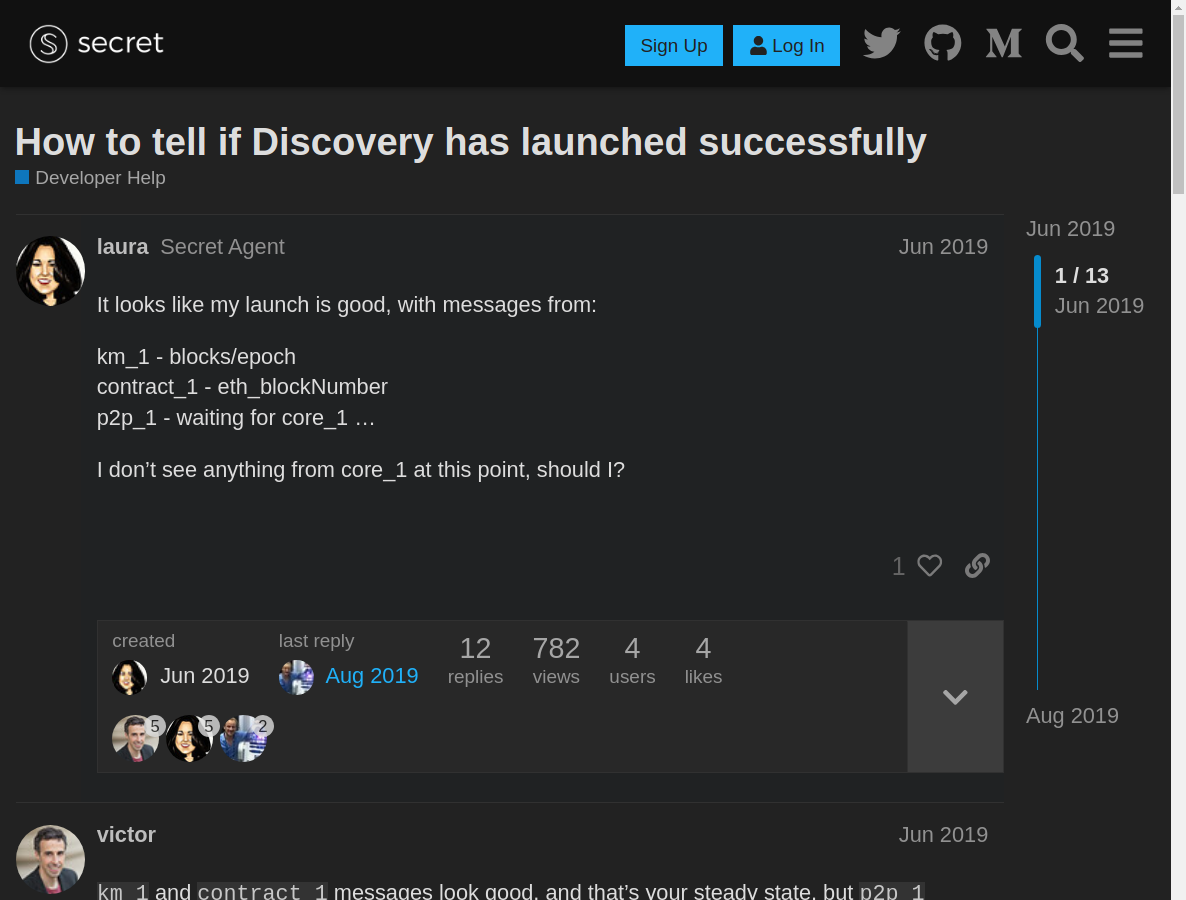 secret
Sign Up
Log In
How to tell if Discovery has launched successfully
Developer Help
laura Secret Agent Jun 2019
It looks like my launch is good, with messages from:
km_1 - blocks/epoch
contract_1 - eth_blockNumber
p2p_1 - waiting for core_1 …
I don’t see anything from core_1 at this point, should I?
1
created
Jun 2019
last reply
Aug 2019
12
replies
782
views
4
users
4
likes
5 5 2
Jun 2019
1 / 13
Jun 2019
Aug 2019
victor Jun 2019
km_1 and contract_1 messages look good, and that’s your steady state, but p2p_1